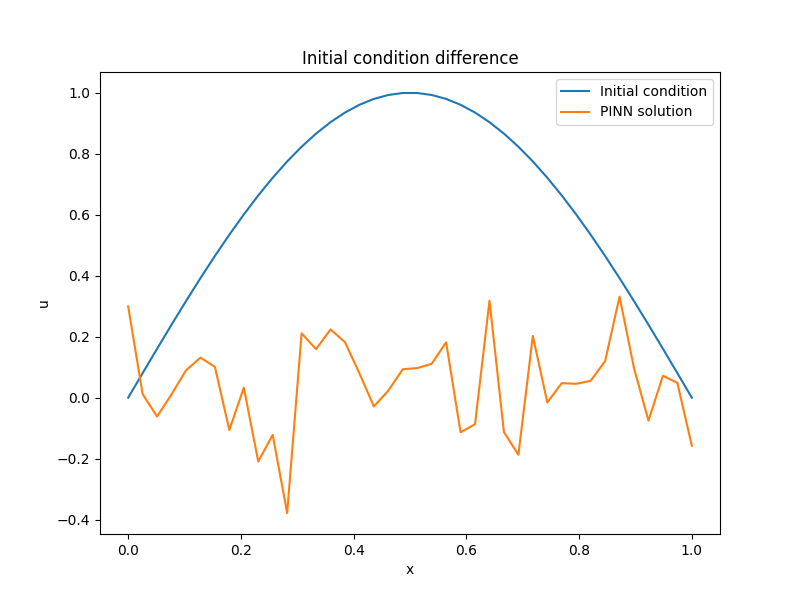 Initial condition difference
Initial condition
PINN solution
1.0
0.8
0.6
0.4
0.2
0.0
−0.2
−0.4
u
0.0 0.2 0.4 0.6 0.8 1.0
x